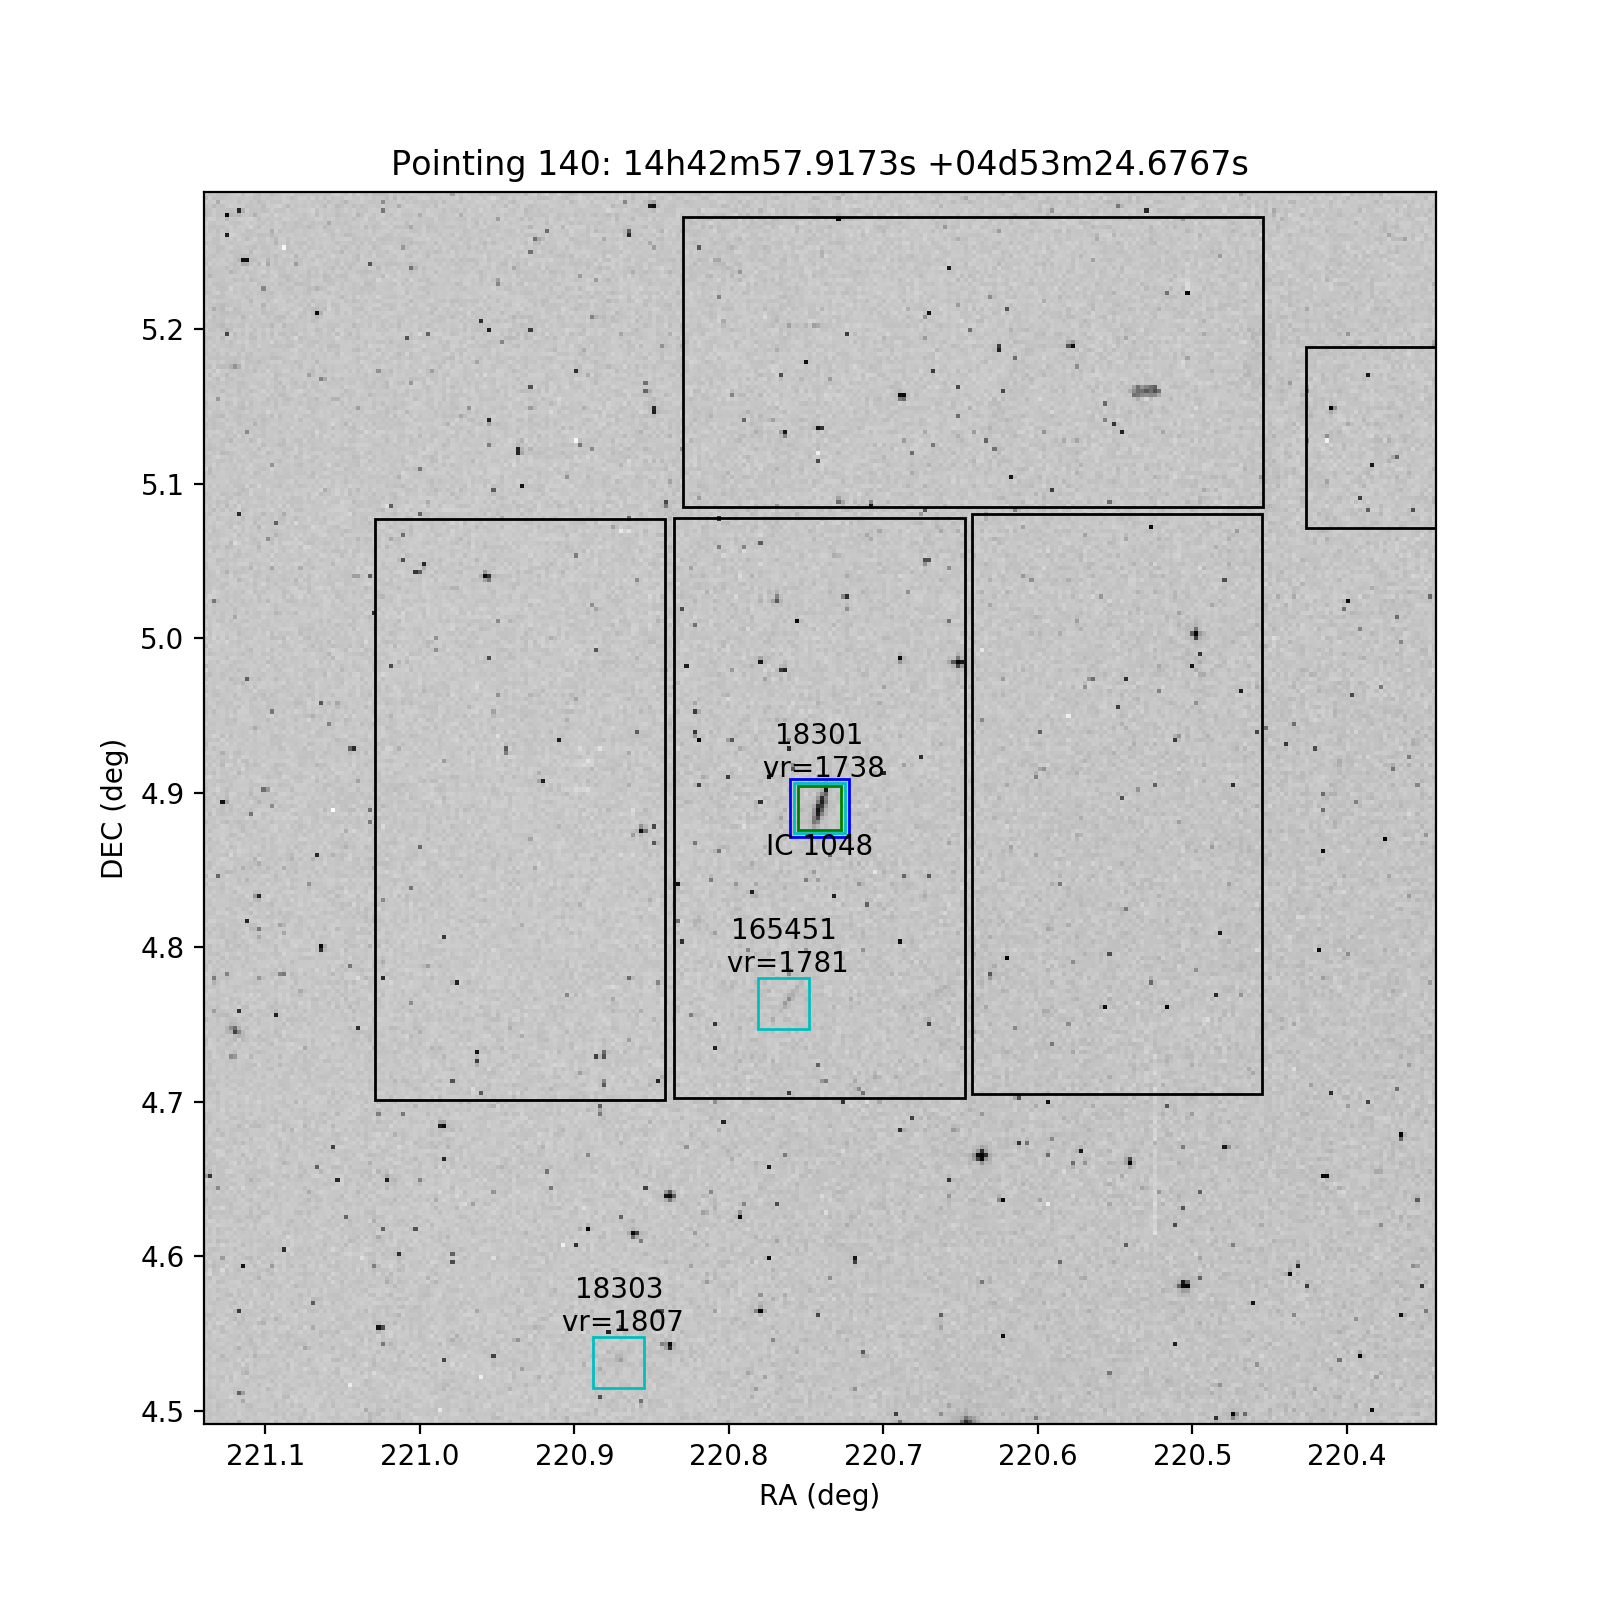 Pointing 140: 14h42m57.9173s +04d53m24.6767s
5.2
5.1
5.0
4.9
4.8
4.7
4.6
4.5
DEC (deg)
18301
vr=1738
IC 1048
165451
vr=1781
18303
vr=1807
221.1 221.0 220.9 220.8 220.7 220.6 220.5 220.4
RA (deg)